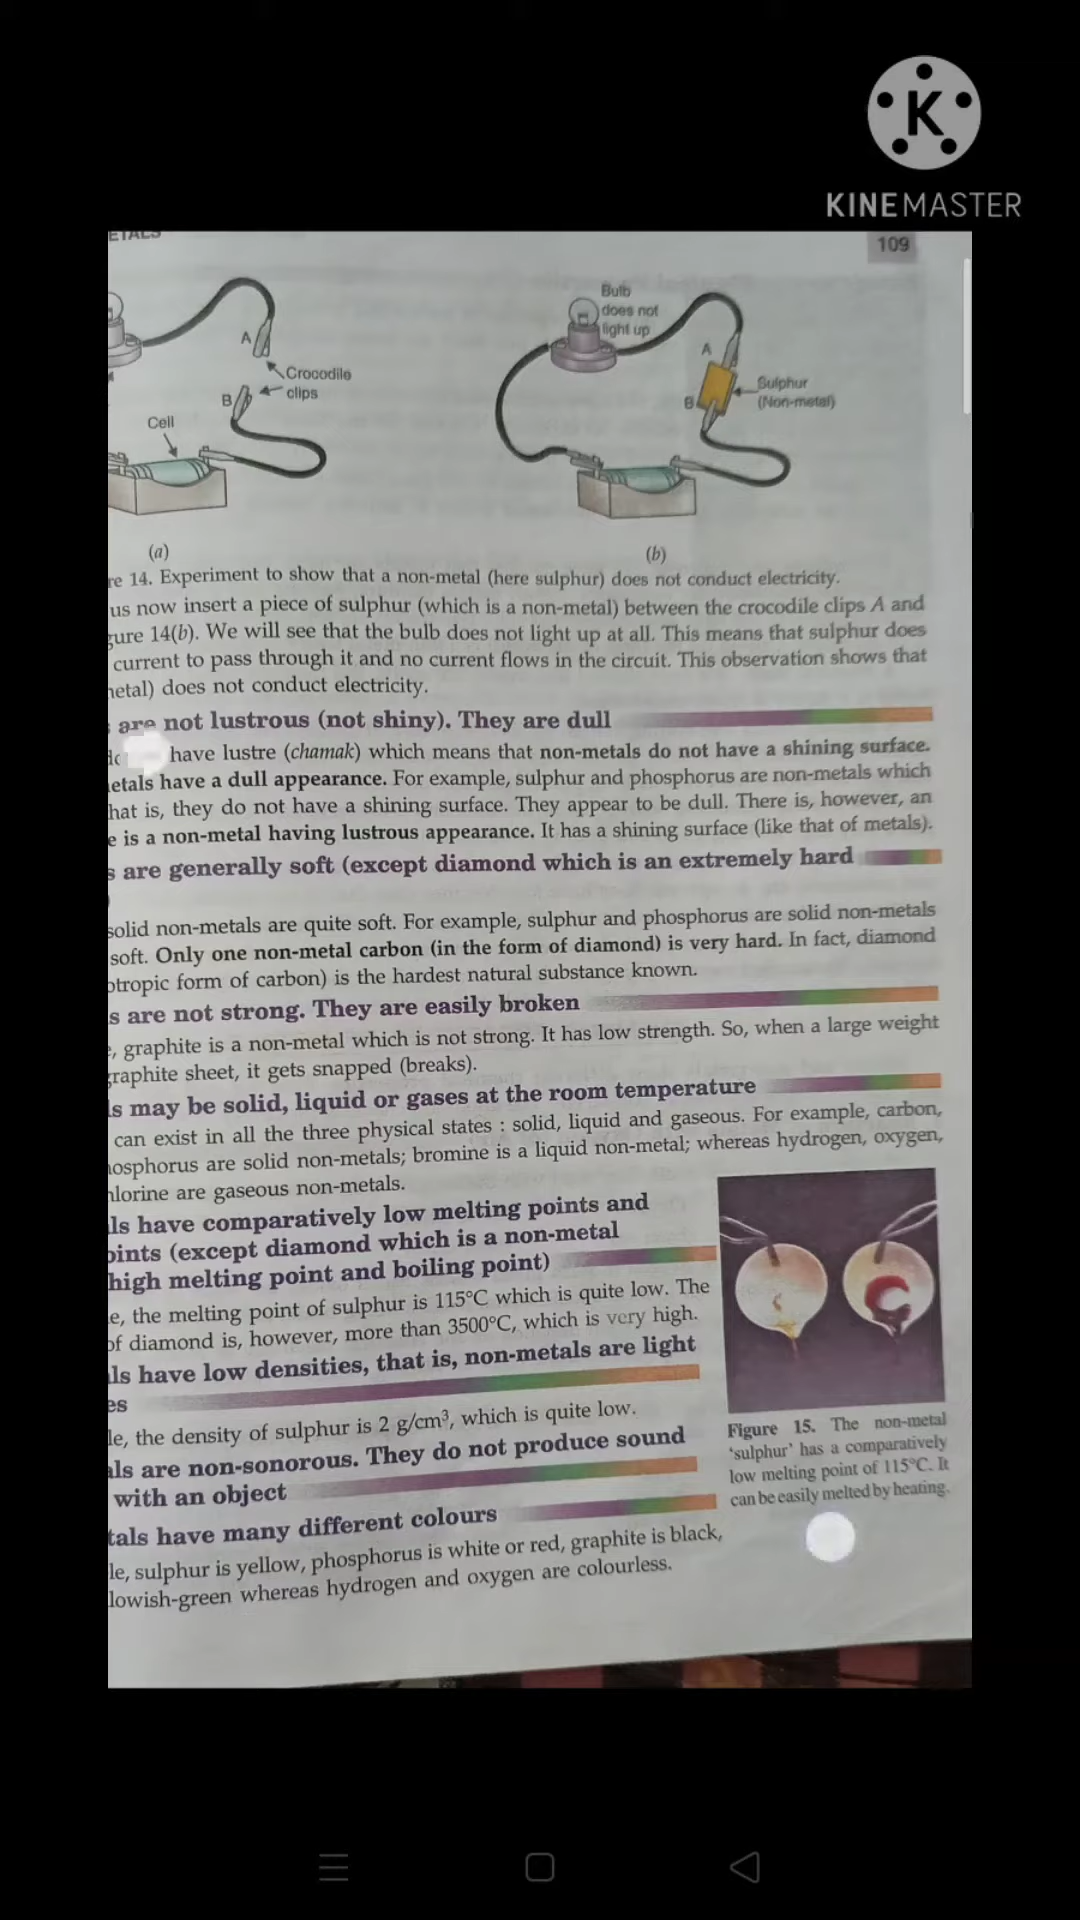 KINEMASTER
109
Bulb
does not
light up
A
Crocodile
clips
B
Cell
A
B
Sulphur
(Non-metal)
(a)
(b)
re 14. Experiment to show that a non-metal (here sulphur) does not conduct electricity.
us now insert a piece of sulphur (which is a non-metal) between the crocodile clips A and
gure 14(b). We will see that the bulb does not light up at all. This means that sulphur does
current to pass through it and no current flows in the circuit. This observation shows that
etal) does not conduct electricity.
are not lustrous (not shiny). They are dull
have lustre (chamak) which means that non-metals do not have a shining surface.
etals have a dull appearance. For example, sulphur and phosphorus are non-metals which
hat is, they do not have a shining surface. They appear to be dull. There is, however, an
e is a non-metal having lustrous appearance. It has a shining surface (like that of metals).
s are generally soft (except diamond which is an extremely hard
solid non-metals are quite soft. For example, sulphur and phosphorus are solid non-metals
soft. Only one non-metal carbon (in the form of diamond) is very hard. In fact, diamond
otropic form of carbon) is the hardest natural substance known.
s are not strong. They are easily broken
e, graphite is a non-metal which is not strong. It has low strength. So, when a large weight
graphite sheet, it gets snapped (breaks).
ls may be solid, liquid or gases at the room temperature
can exist in all the three physical states : solid, liquid and gaseous. For example, carbon,
hosphorus are solid non-metals; bromine is a liquid non-metal; whereas hydrogen, oxygen,
hlorine are gaseous non-metals.
ls have comparatively low melting points and
oints (except diamond which is a non-metal
high melting point and boiling point)
e, the melting point of sulphur is 115°C which is quite low. The
of diamond is, however, more than 3500°C, which is very high.
ls have low densities, that is, non-metals are light
es
le, the density of sulphur is 2 g/cm³, which is quite low.
als are non-sonorous. They do not produce sound
with an object
tals have many different colours
le, sulphur is yellow, phosphorus is white or red, graphite is black,
lowish-green whereas hydrogen and oxygen are colourless.
Figure 15. The non-metal
'sulphur' has a comparatively
low melting point of 115°C. It
can be easily melted by heating.